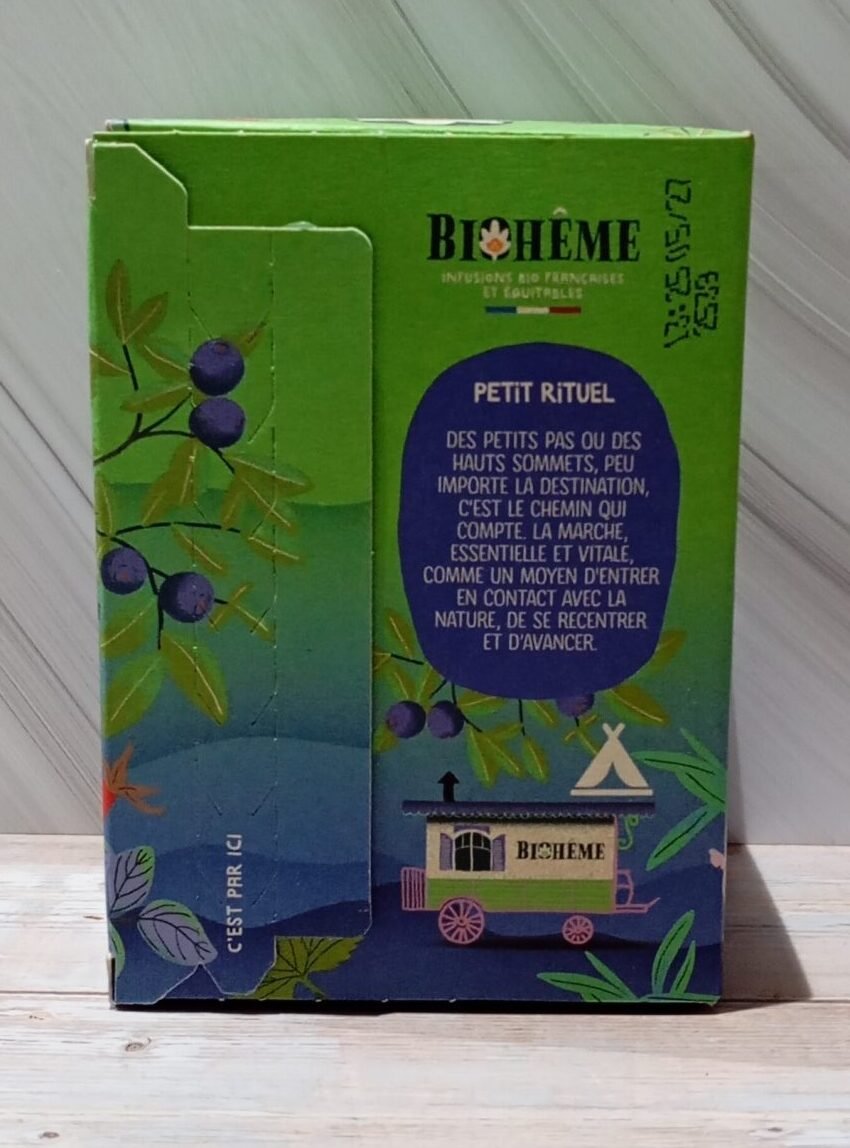 BIOHÊME
INFUSIONS BIO FRANÇAISES
ET ÉQUITABLES
PETIT RITUEL
DES PETITS PAS OU DES
HAUTS SOMMETS, PEU
IMPORTE LA DESTINATION,
C'EST LE CHEMIN QUI
COMPTE. LA MARCHE,
ESSENTIELLE ET VITALE,
COMME UN MOYEN D'ENTRER
EN CONTACT AVEC LA
NATURE, DE SE RECENTRER
ET D'AVANCER.
BIOHÊME
C'EST PAR ICI